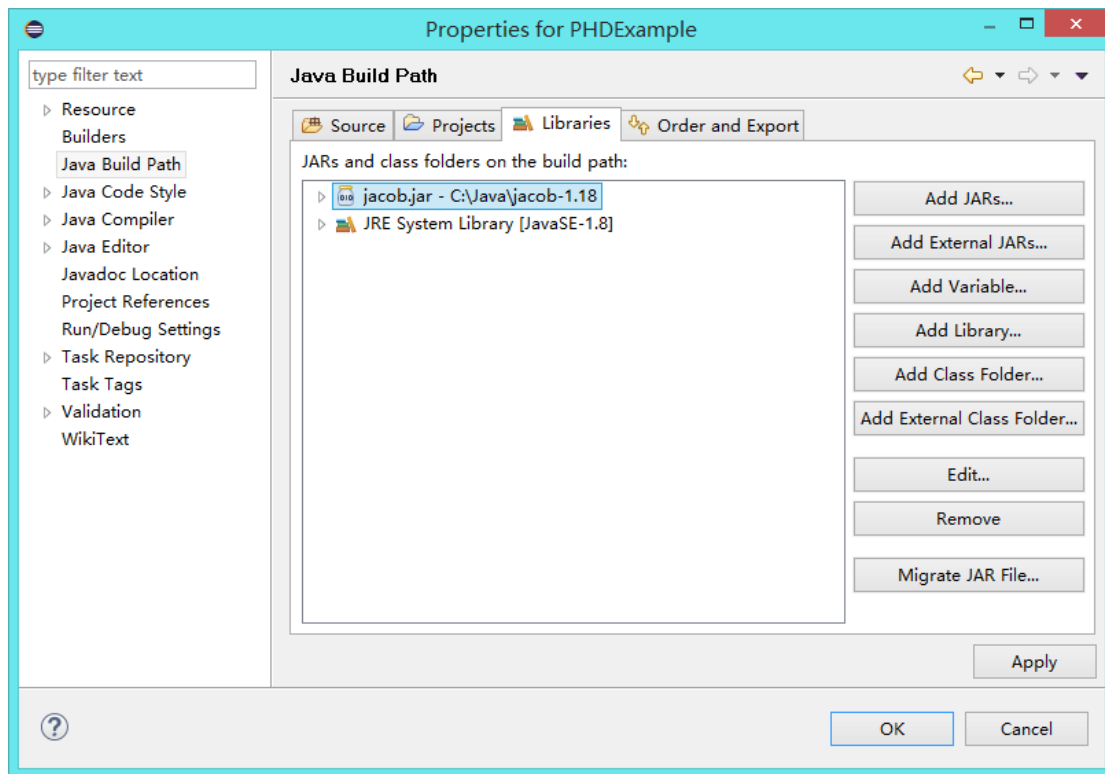 Properties for PHDExample
type filter text
Resource
Builders
Java Build Path
Java Code Style
Java Compiler
Java Editor
Javadoc Location
Project References
Run/Debug Settings
Task Repository
Task Tags
Validation
WikiText
Java Build Path
Source Projects Libraries Order and Export
JARs and class folders on the build path:
jacob.jar - C:\Java\jacob-1.18
JRE System Library [JavaSE-1.8]
Add JARs...
Add External JARs...
Add Variable...
Add Library...
Add Class Folder...
Add External Class Folder...
Edit...
Remove
Migrate JAR File...
Apply
OK Cancel